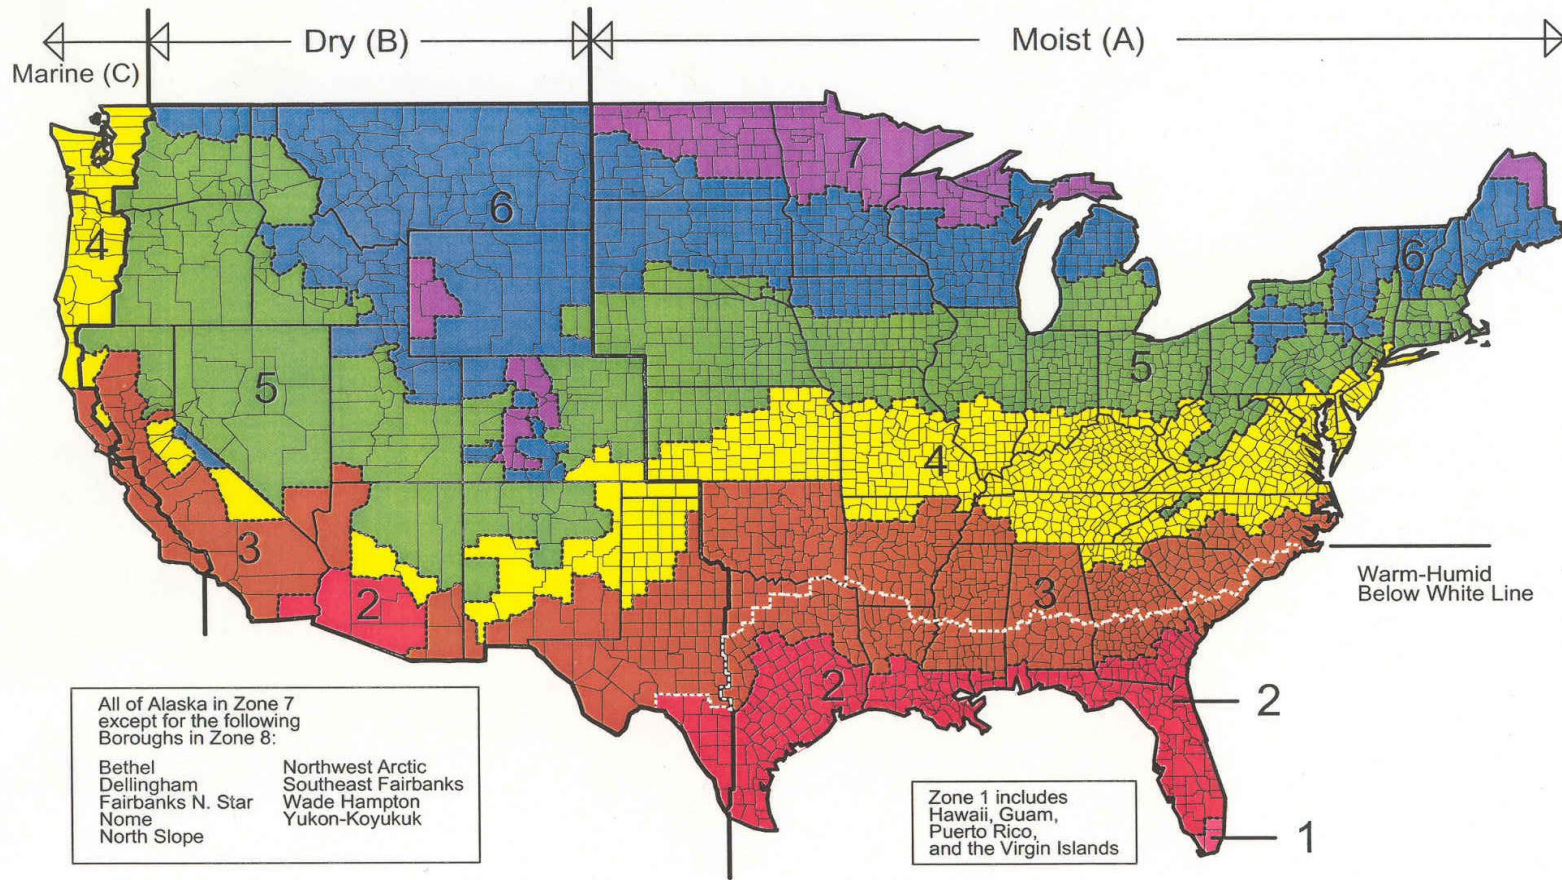 Marine (C)
Dry (B)
Moist (A)
7
6
6
4
5
5
4
3
3
2
2
2
1
Warm-Humid
Below White Line
All of Alaska in Zone 7
except for the following
Boroughs in Zone 8:
Bethel
Dellingham
Fairbanks N. Star
Nome
North Slope
Northwest Arctic
Southeast Fairbanks
Wade Hampton
Yukon-Koyukuk
Zone 1 includes
Hawaii, Guam,
Puerto Rico,
and the Virgin Islands